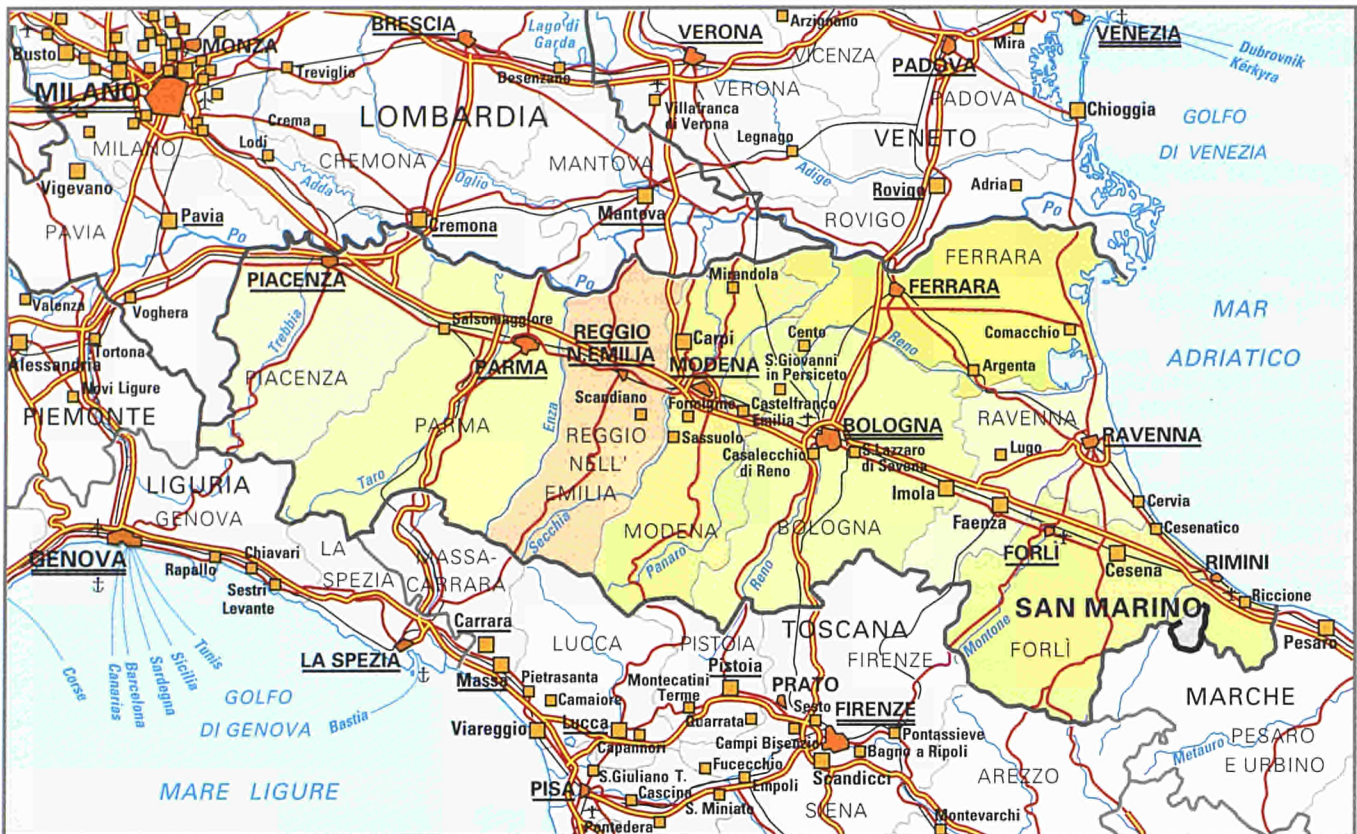 BRESCIA
Lago di
Garda
VERONA
Arzignano
VICENZA
Mira
VENEZIA
Dubrovnik
Kérkyra
Busto
MONZA
Treviglio
Desenzano
PADOVA
MILANO
LOMBARDIA
Villafranca
di Verona
VERONA
PADOVA
Chioggia
Crema
Lodi
MILANO
CREMONA
MANTOVA
Legnago
VENETO
GOLFO
DI VENEZIA
Vigevano
Adda
Oglio
Adige
Rovigo
Adria
Pavia
PAVIA
Po
Cremona
Mantova
ROVIGO
Po
PIACENZA
Po
Mirandola
FERRARA
FERRARA
Valenza
Voghera
Salsomaggiore
REGGIO
N.EMILIA
Carpi
Cento
Reno
Comacchio
MAR
ADRIATICO
Trebbia
Alessandria
Tortona
PARMA
MODENA
S.Giovanni
in Persiceto
Argenta
Novi Ligure
PIACENZA
Scandiano
Formigine
Castelfranco
Emilia
PIEMONTE
PARMA
Enza
REGGIO
NELL'
EMILIA
Sassuolo
BOLOGNA
RAVENNA
RAVENNA
Casalecchio
di Reno
S.Lazzaro
di Savena
Lugo
Taro
LIGURIA
GENOVA
Imola
Cervia
Secchia
MODENA
BOLOGNA
Faenza
Cesenatico
GENOVA
Chiavari
Rapallo
LA
SPEZIA
MASSA-
CARRARA
Panaro
Reno
FORLÌ
Cesena
RIMINI
Sestri
Levante
SAN MARINO
Riccione
Carrara
LUCCA
PISTOIA
TOSCANA
Montone
FORLÌ
Pesaro
Tunis
Sicilia
Sardegna
Barcelona
Canarias
Corse
LA SPEZIA
Massa
Pietrasanta
Montecatini
Terme
Pistoia
FIRENZE
PRATO
MARCHE
GOLFO
DI GENOVA
Bastia
Camaiore
Viareggio
Lucca
Capannori
Quarrata
Sesto
FIRENZE
Campi Bisenzio
Pontassieve
Bagno a Ripoli
Metauro
PESARO
E URBINO
MARE LIGURE
PISA
S.Giuliano T.
Cascina
Fucecchio
Empoli
S. Miniato
Scandicci
AREZZO
Pontedera
SIENA
Montevarchi